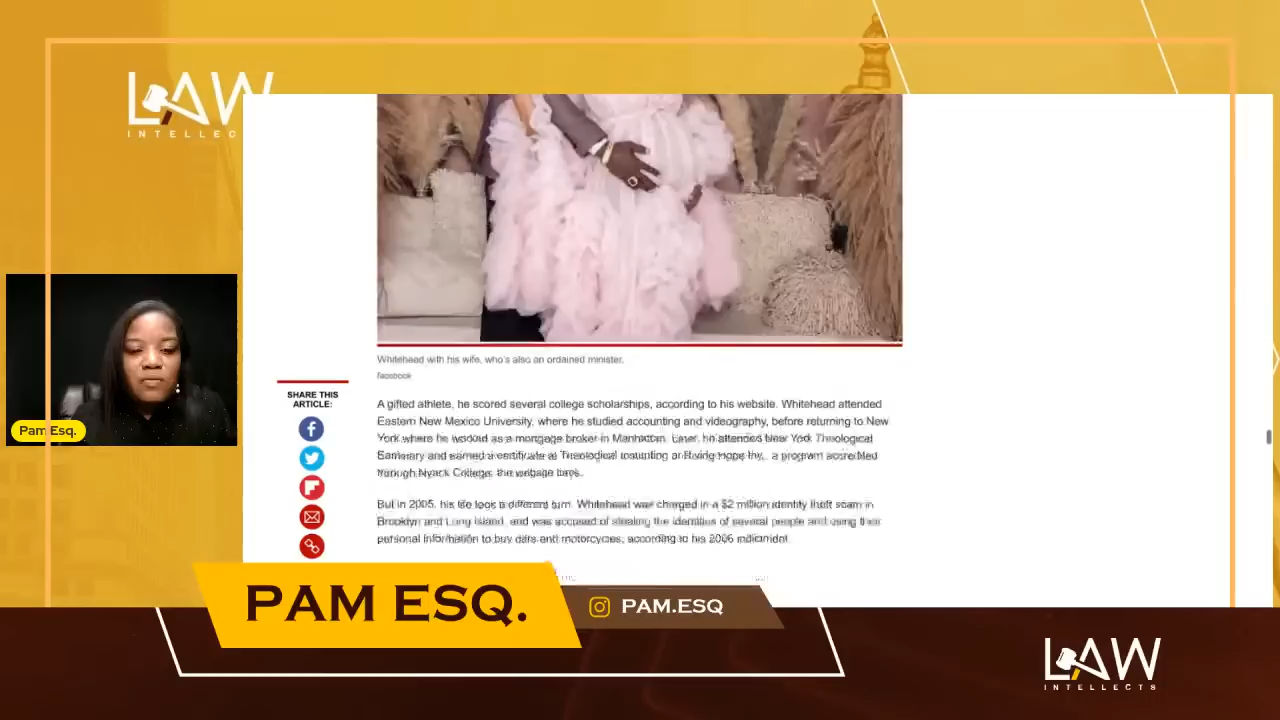 LAW
INTELLEC
Whitehead with his wife, who's also an ordained minister.
Facebook
SHARE THIS
ARTICLE:
A gifted athlete, he scored several college scholarships, according to his website. Whitehead attended
Eastern New Mexico University, where he studied accounting and videography, before returning to New
York where he worked as a mortgage broker in Manhattan. Later, he attended New York Theological
Seminary and earned a certificate at Theological a program accredited
through Nyack College, the webpage
But in 2005, his life took a different turn. Whitehead was charged in a $2 million identity theft scam in
Brooklyn and Long Island, and was accused of stealing the identities of several people and using their
personal information to buy cars and motorcycles, according to his 2006 indictment
Pam Esq.
PAM ESQ.
PAM.ESQ
LAW
INTELLECTS